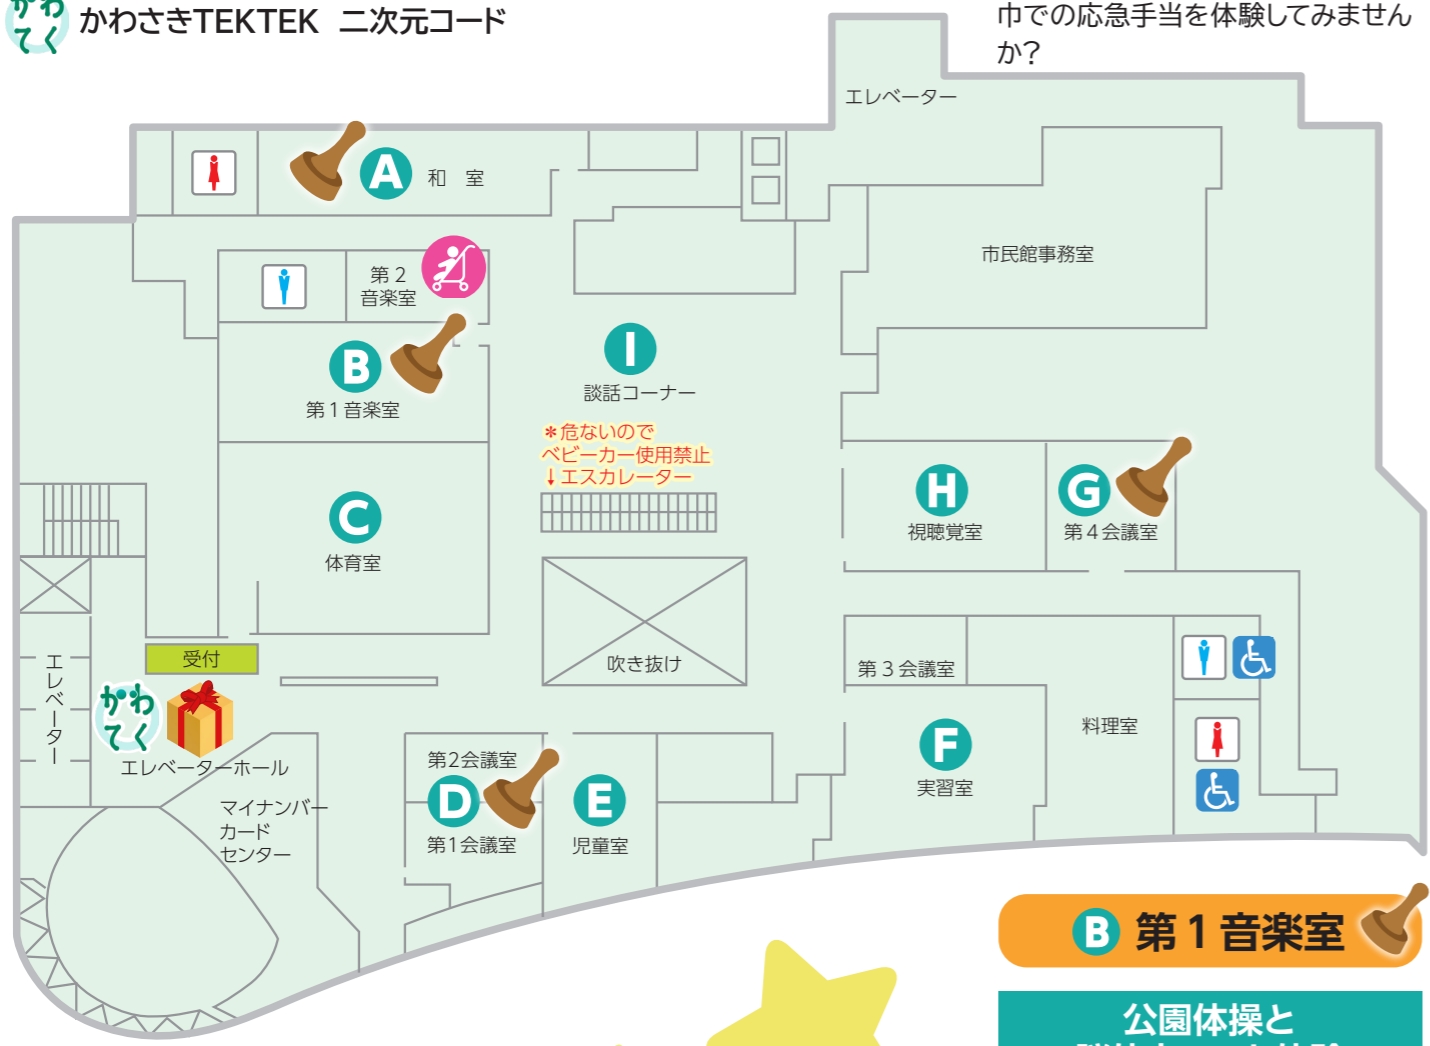 かわてく
かわさきTEKTEK 二次元コード
巾での応急手当を体験してみません
か？
エレベーター
A 和 室
第２
音楽室
市民館事務室
B
第１音楽室
I
談話コーナー
＊危ないので
ベビーカー使用禁止
↓エスカレーター
C
体育室
H
視聴覚室
G
第４会議室
受付
エレベーター
かわてく
エレベーターホール
吹き抜け
第３会議室
料理室
F
実習室
マイナンバー
カード
センター
第2会議室
D
第1会議室
E
児童室
B 第１音楽室
公園体操と